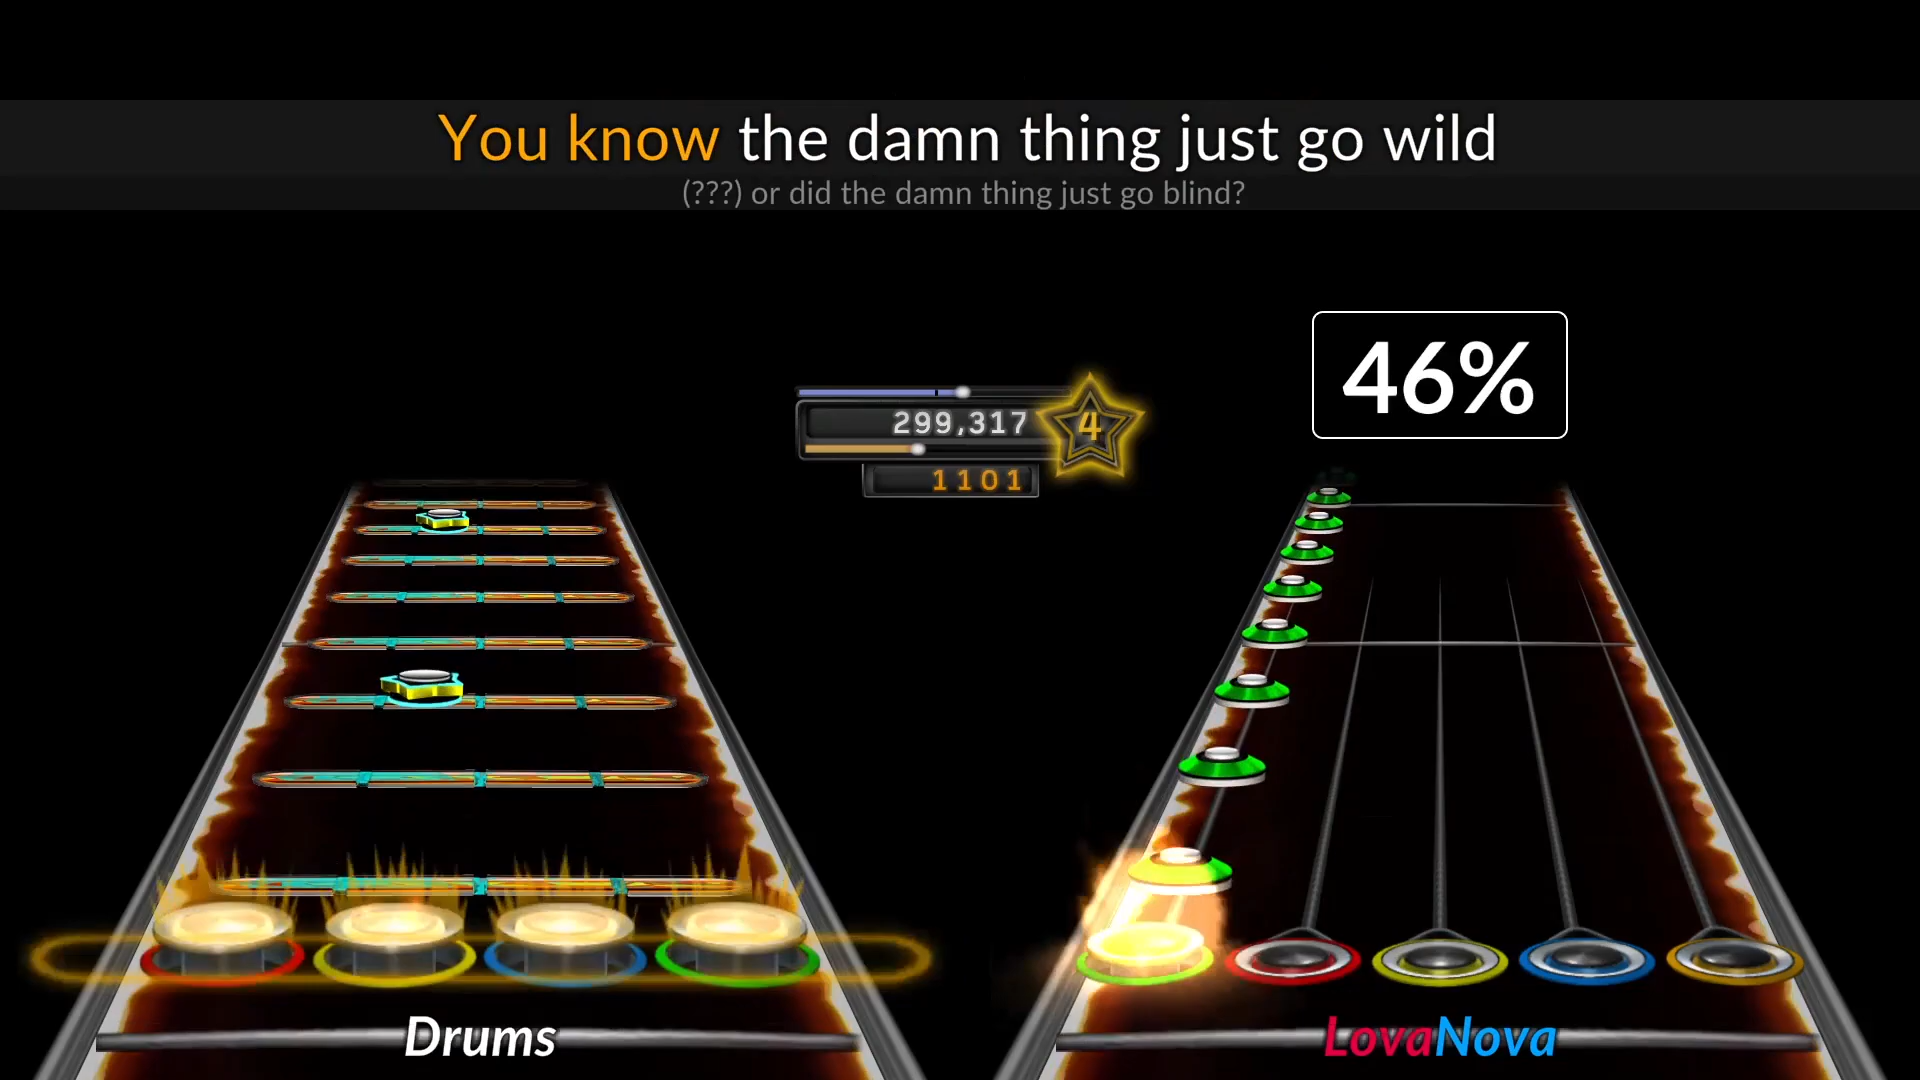 You know the damn thing just go wild
(???) or did the damn thing just go blind?
46%
299,317
4
1101
Drums
LovaNova